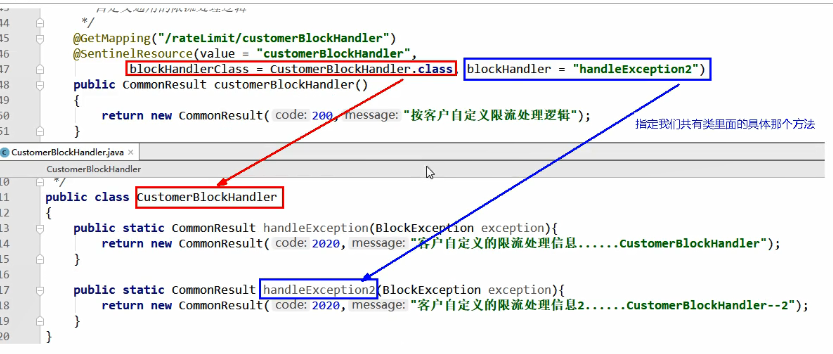 自定义通用的限流处理逻辑
44 */
45 @GetMapping("/rateLimit/customerBlockHandler")
46 @SentinelResource(value = "customerBlockHandler",
47 blockHandlerClass = CustomerBlockHandler.class, blockHandler = "handleException2")
48 public CommonResult customerBlockHandler()
49 {
50 return new CommonResult( code: 200, message: "按客户自定义限流处理逻辑");
指定我们共有类里面的具体那个方法
51 }
CustomerBlockHandler.java ×
CustomerBlockHandler
10 */
11 public class CustomerBlockHandler
12 {
13 public static CommonResult handleException(BlockException exception){
14 return new CommonResult( code: 2020, message: "客户自定义的限流处理信息......CustomerBlockHandler");
15 }
16
17 public static CommonResult handleException2(BlockException exception){
18 return new CommonResult( code: 2020, message: "客户自定义的限流处理信息2......CustomerBlockHandler--2");
19 }
20 }